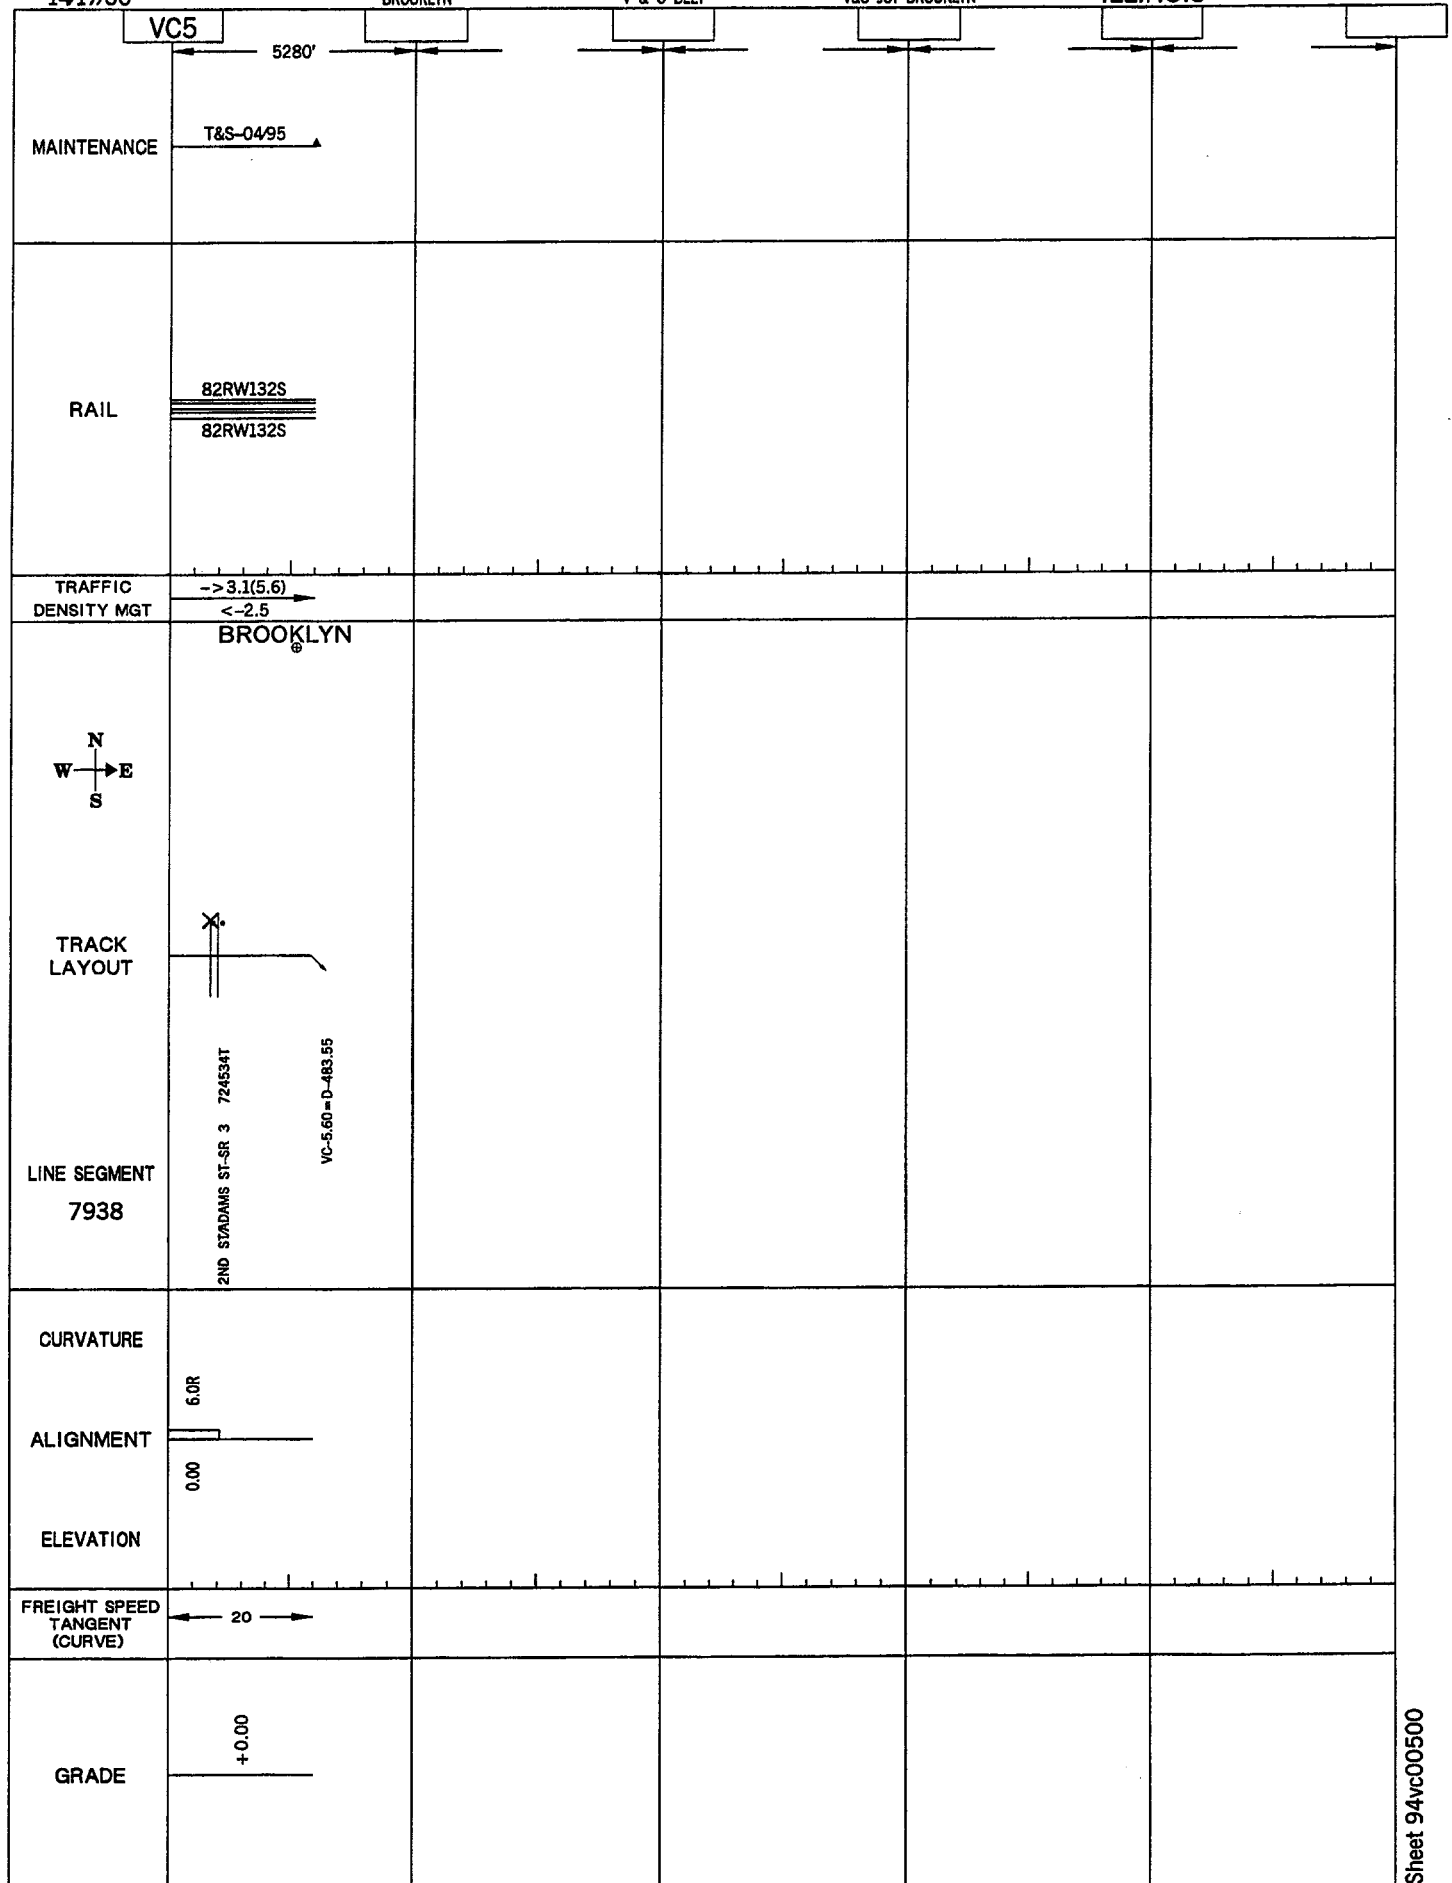 BROOKLYN
ILLINOIS
VC5
5280'
MAINTENANCE
T&S-04/95
RAIL
82RW132S
82RW132S
TRAFFIC
DENSITY MGT
->3.1(5.6)
<-2.5
BROOKLYN
N
W E
S
TRACK
LAYOUT
2ND ST/ADAMS ST-SR 3 724534T
VC-5.60=D-483.55
LINE SEGMENT
7938
CURVATURE
6.0R
ALIGNMENT
0.00
ELEVATION
FREIGHT SPEED
TANGENT
(CURVE)
20
GRADE
+0.00
Sheet 94vc00500